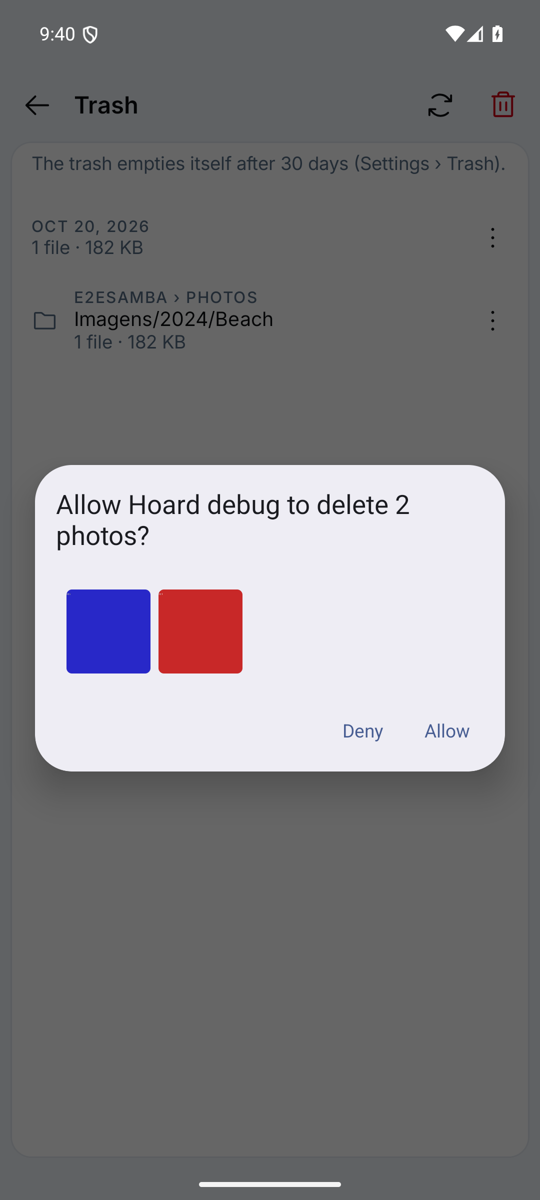 9:40
Trash
The trash empties itself after 30 days (Settings › Trash).
OCT 20, 2026
1 file · 182 KB
E2ESAMBA › PHOTOS
Imagens/2024/Beach
1 file · 182 KB
Allow Hoard debug to delete 2
photos?
Deny
Allow